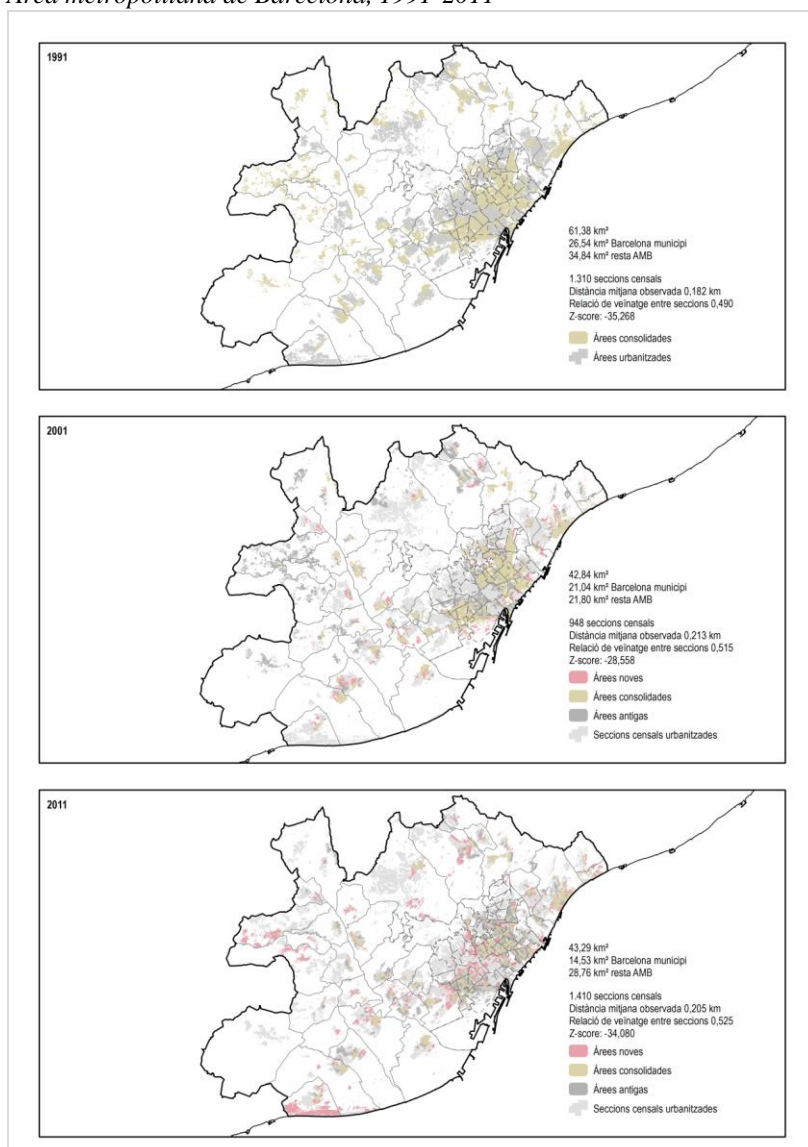 Àrea metropolitana de Barcelona, 1991-2011
1991
61,38 km²
26,54 km² Barcelona municipi
34,84 km² resta AMB
1.310 seccions censals
Distància mitjana observada 0,182 km
Relació de veïnatge entre seccions 0,490
Z-score: -35,268
Àrees consolidades
Àrees urbanitzades
2001
42,84 km²
21,04 km² Barcelona municipi
21,80 km² resta AMB
948 seccions censals
Distància mitjana observada 0,213 km
Relació de veïnatge entre seccions 0,515
Z-score: -28,558
Àrees noves
Àrees consolidades
Àrees antigas
Seccions censals urbanitzades
2011
43,29 km²
14,53 km² Barcelona municipi
28,76 km² resta AMB
1.410 seccions censals
Distància mitjana observada 0,205 km
Relació de veïnatge entre seccions 0,525
Z-score: -34,080
Àrees noves
Àrees consolidades
Àrees antigas
Seccions censals urbanitzades